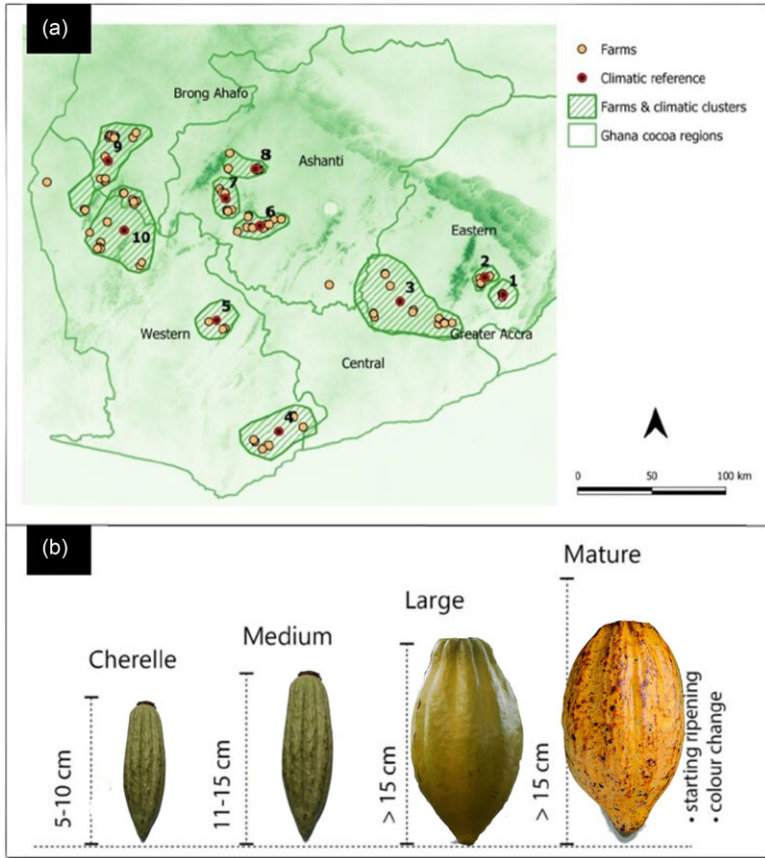 (a)
Farms
Climatic reference
Farms & climatic clusters
Ghana cocoa regions
Brong Ahafo
Ashanti
Eastern
Western
Central
Greater Accra
9
8
7
6
10
2
1
3
5
4
0 50 100 km
(b)
Cherelle
Medium
Large
Mature
5-10 cm
11-15 cm
> 15 cm
> 15 cm
• starting ripening
• colour change